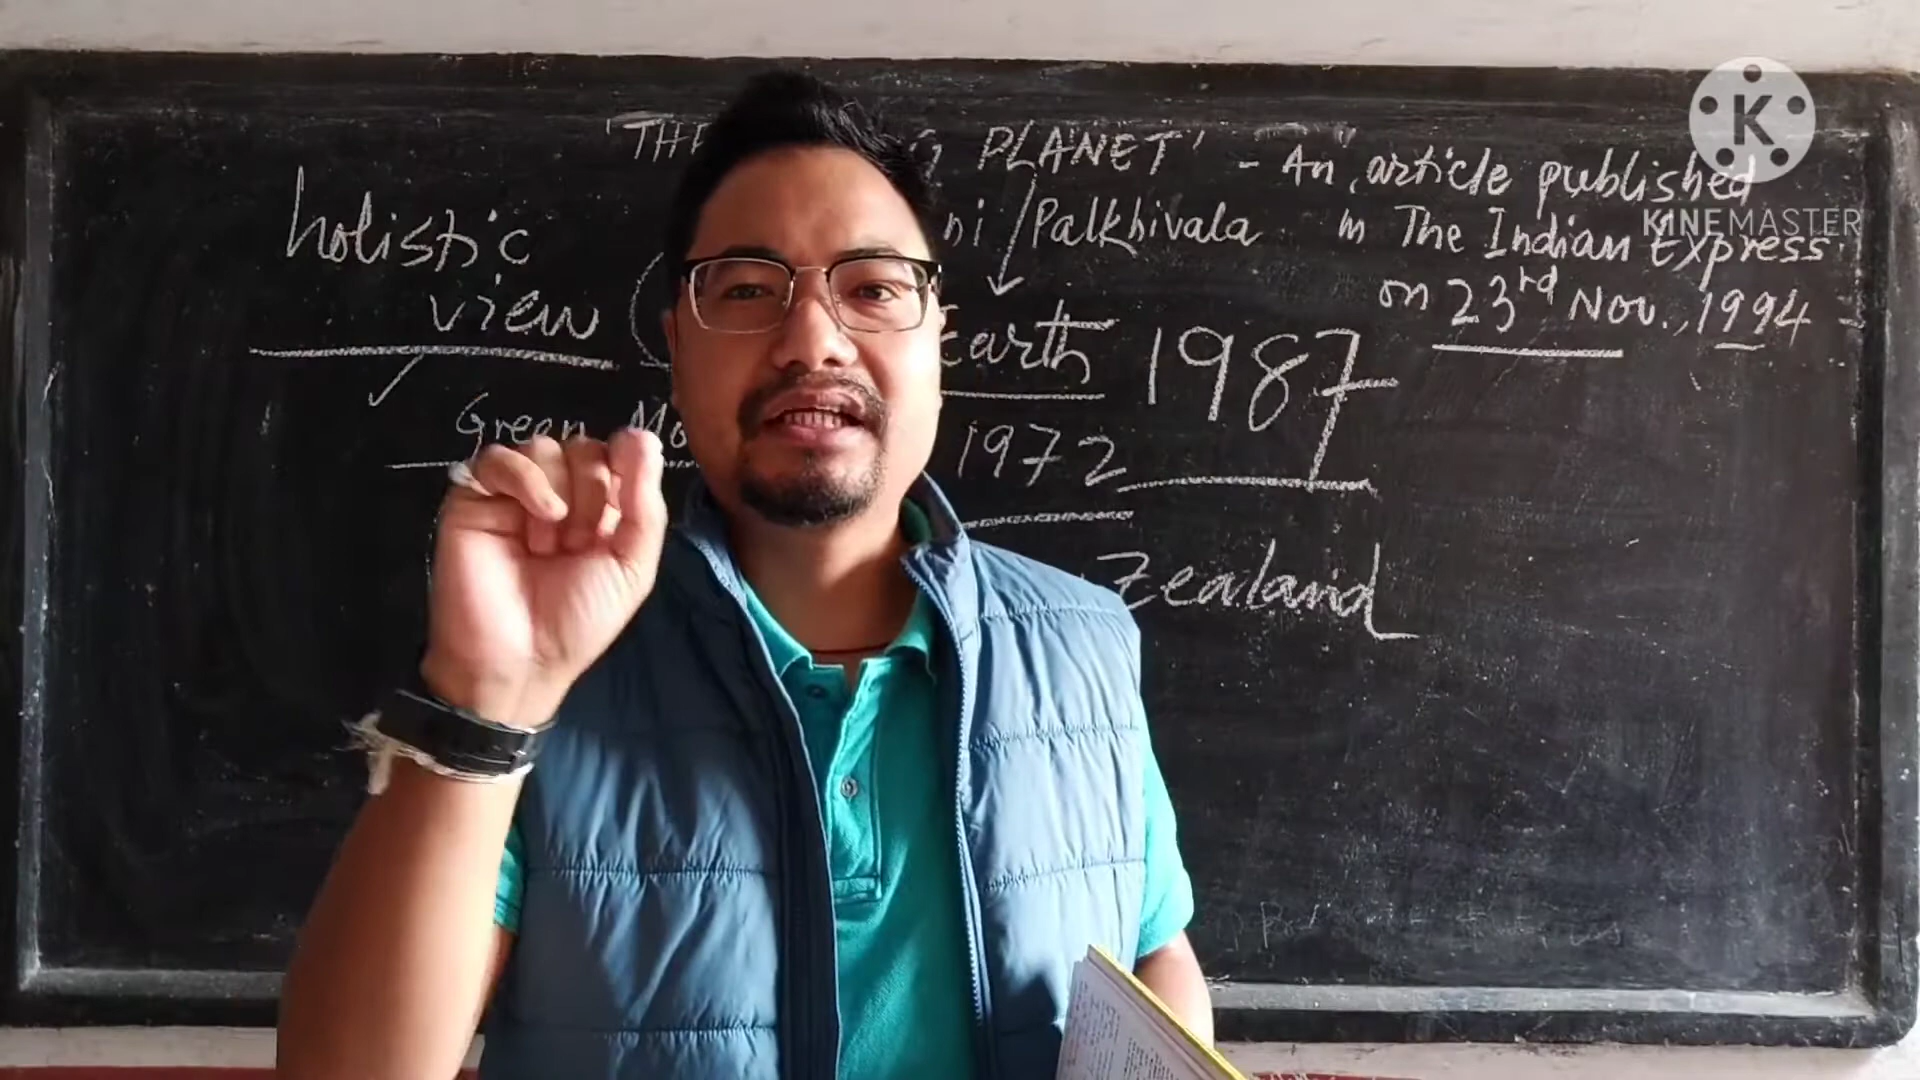 'THE G PLANET' - An article published
ni Palkhivala in The Indian Express
on 23rd Nov., 1994 -
holistic
view
Earth 1987
Green Mo
1972
Zealand
K
KINEMASTER